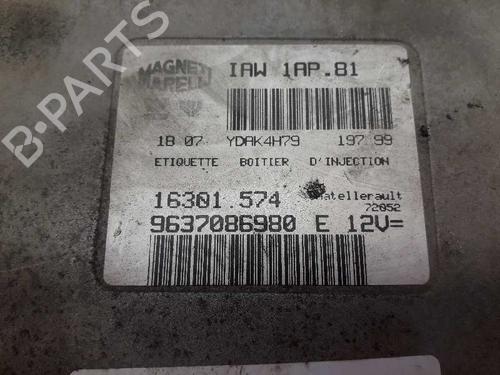 MAGNETI
MARELLI
IAW 1AP.81
18 07 YDAK4H79 197.99
ETIQUETTE BOITIER D'INJECTION
16301.574 Chatellerault
72052
9637086980 E 12V=
B-PARTS